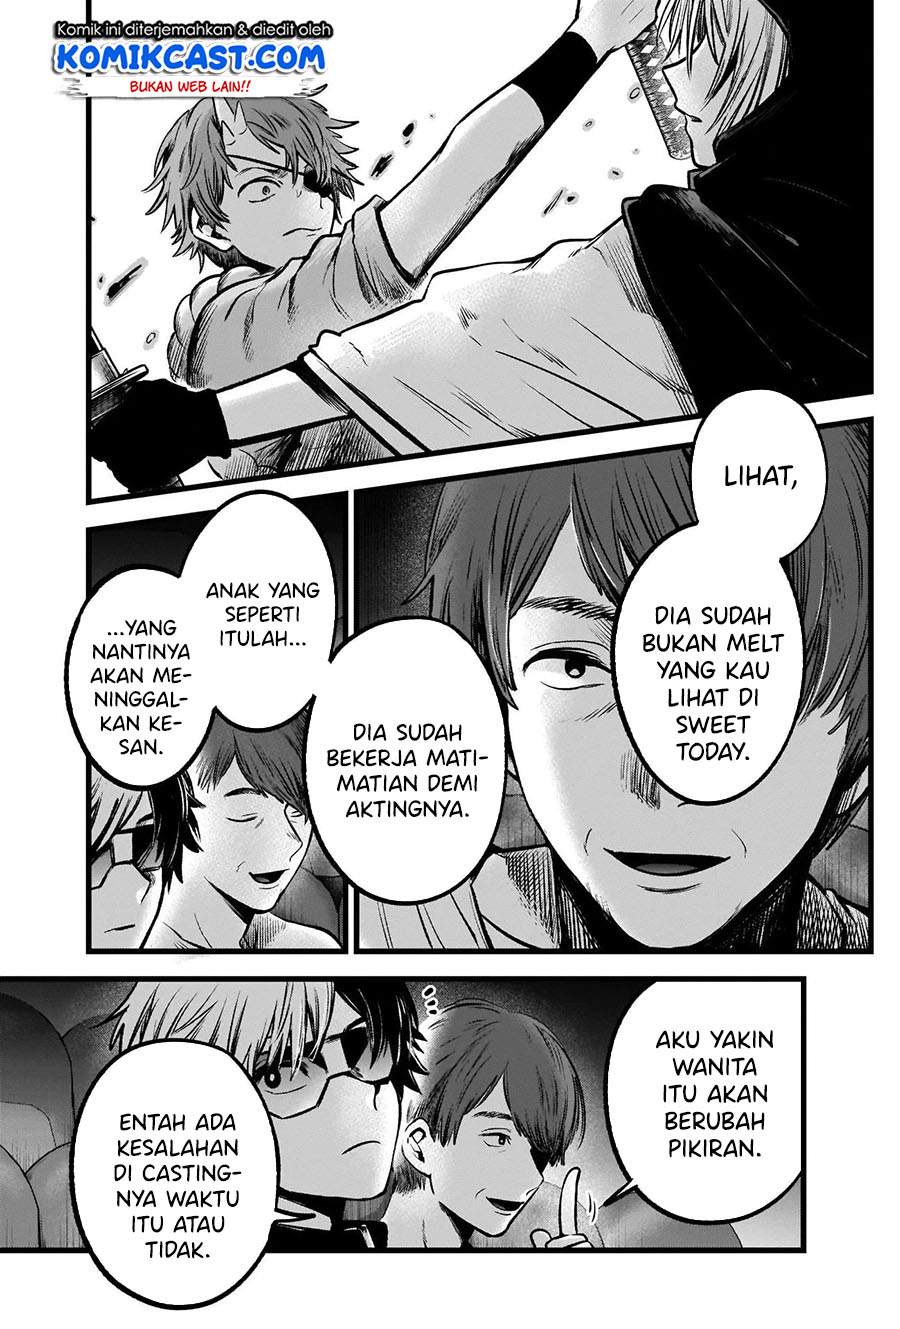 Komik ini diterjemahkan & diedit oleh
KOMIKCAST.COM
BUKAN WEB LAIN!!
LIHAT,
DIA SUDAH
BUKAN MELT
YANG KAU
LIHAT DI
SWEET
TODAY.
DIA SUDAH
BEKERJA MATI-
MATIAN DEMI
AKTINGNYA.
ANAK YANG
SEPERTI
ITULAH...
...YANG
NANTINYA
AKAN ME-
NINGGAL-
KAN KE-
SAN.
AKU YAKIN
WANITA
ITU AKAN
BERUBAH
PIKIRAN.
ENTAH ADA
KESALAHAN
DI CASTING-
NYA WAKTU
ITU ATAU
TIDAK.